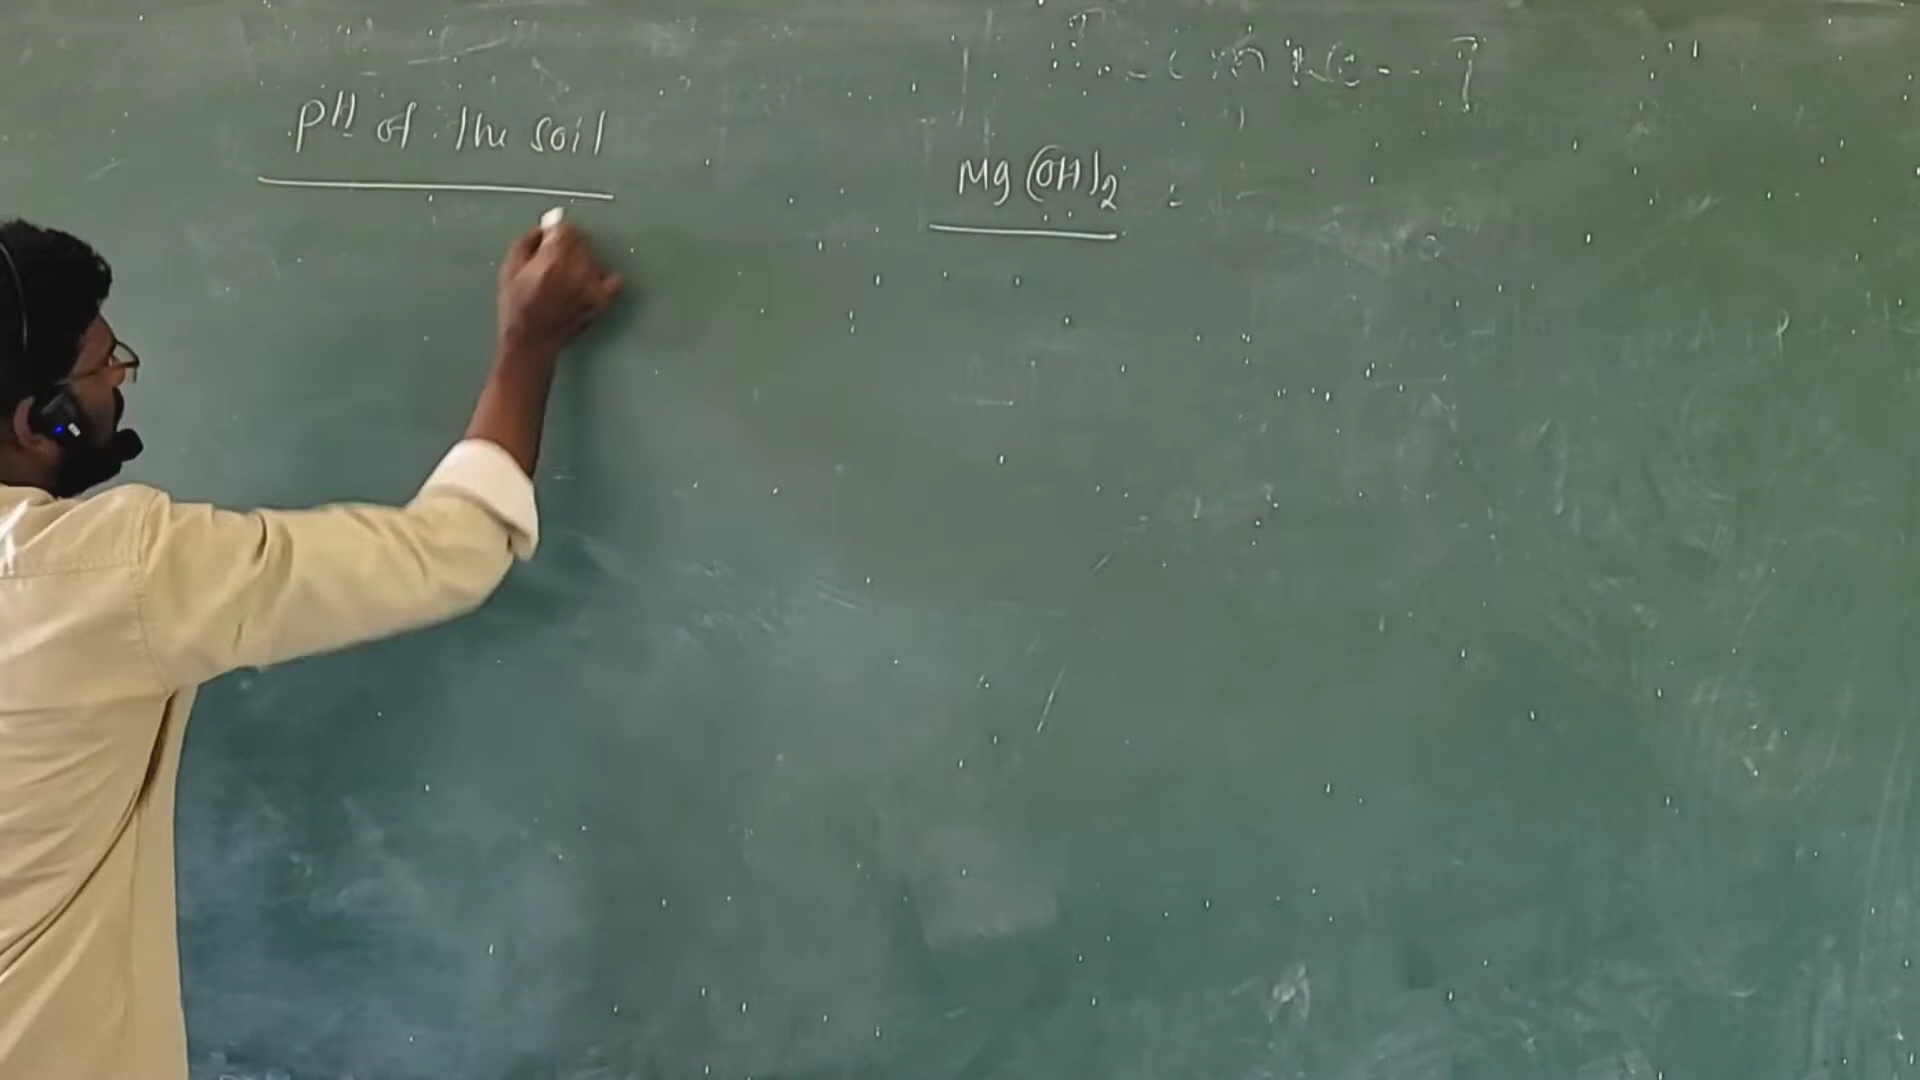 pH of the soil
Mg(OH)2 :